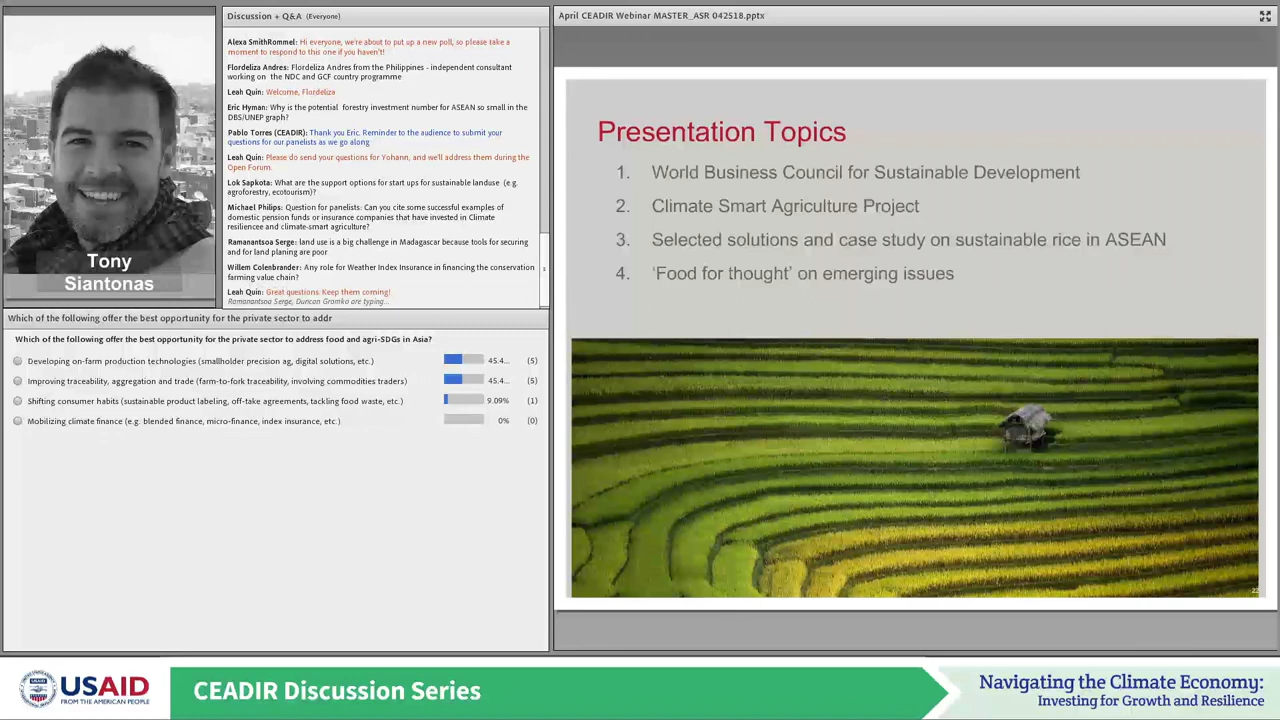 Discussion + Q&A (Everyone)
Alexa SmithRommel: Hi everyone, we're about to put up a new poll, so please take a
moment to respond to this one if you haven't!
Flordeliza Andres: Flordeliza Andres from the Philippines - independent consultant
working on the NDC and GCF country programme
Leah Quin: Welcome, Flordeliza
Eric Hyman: Why is the potential forestry investment number for ASEAN so small in the
DBS/UNEP graph?
Pablo Torres (CEADIR): Thank you Eric. Reminder to the audience to submit your
questions for our panelists as we go along
Leah Quin: Please do send your questions for Yohann, and we'll address them during the
Open Forum.
Lok Sapkota: What are the support options for start ups for sustainable landuse (e.g.
agroforestry, ecootourism)?
Michael Philips: Question for panelists: Can you cite some successful examples of
domestic pension funds or insurance companies that have invested in Climate
resilience and climate-smart agriculture?
Ramanantsoa Serge: land use is a big challenge in Madagascar because tools for securing
and for land planing are poor
Willem Colenbrander: Any role for Weather Index Insurance in financing the conservation
farming value chain?
Leah Quin: Great questions. Keep them coming!
Ramanantsoa Serge, Duncan Gromko are typing...
Tony
Siantonas
Which of the following offer the best opportunity for the private sector to addr
Which of the following offer the best opportunity for the private sector to address food and agri-SDGs in Asia?
Developing on-farm production technologies (smallholder precision ag, digital solutions, etc.) 45.4... (5)
Improving traceability, aggregation and trade (farm-to-fork traceability, involving commodities traders) 45.4... (5)
Shifting consumer habits (sustainable product labeling, off-take agreements, tackling food waste, etc.) 9.09% (1)
Mobilizing climate finance (e.g. blended finance, micro-finance, index insurance, etc.) 0% (0)
April CEADIR Webinar MASTER_ASR 042518.pptx
Presentation Topics
1. World Business Council for Sustainable Development
2. Climate Smart Agriculture Project
3. Selected solutions and case study on sustainable rice in ASEAN
4. 'Food for thought' on emerging issues
USAID
FROM THE AMERICAN PEOPLE
CEADIR Discussion Series
Navigating the Climate Economy:
Investing for Growth and Resilience